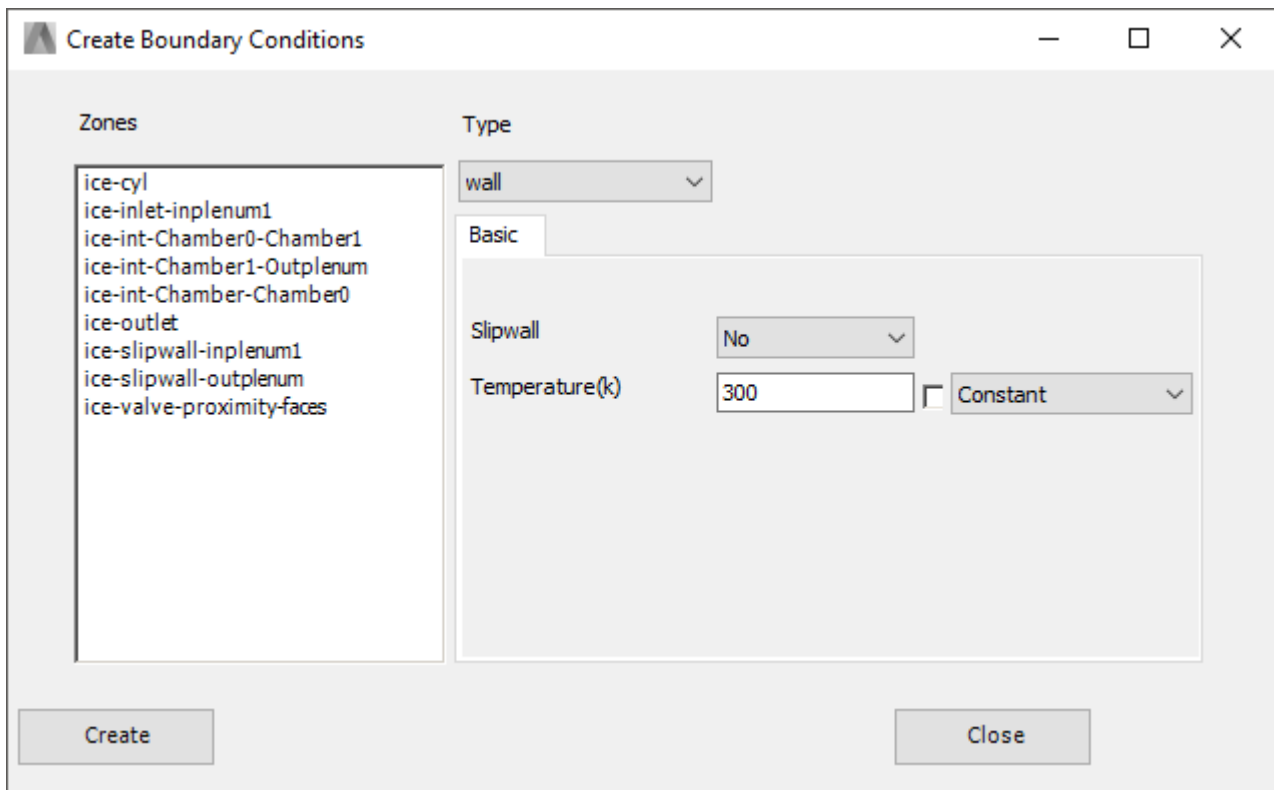 Create Boundary Conditions
Zones
ice-cyl
ice-inlet-inplenum1
ice-int-Chamber0-Chamber1
ice-int-Chamber1-Outplenum
ice-int-Chamber-Chamber0
ice-outlet
ice-slipwall-inplenum1
ice-slipwall-outplenum
ice-valve-proximity-faces
Type
wall
Basic
Slipwall No
Temperature(k) 300 Constant
Create Close